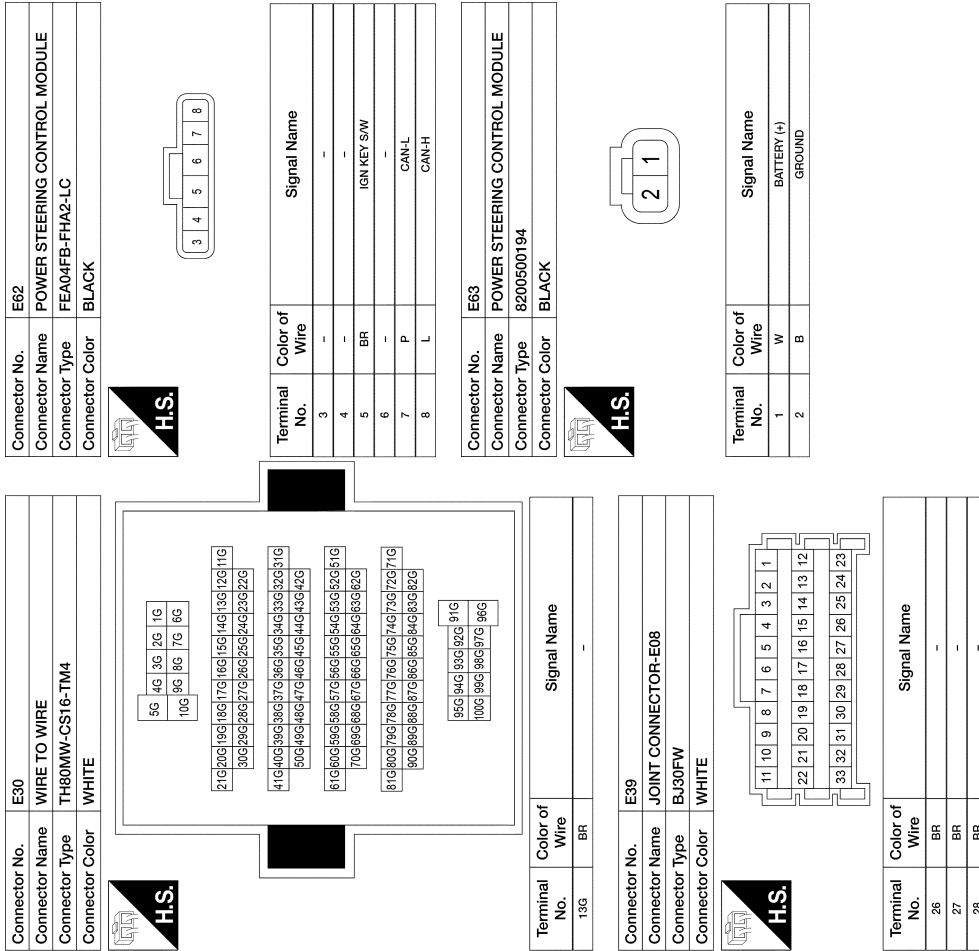 Connector No. E30
Connector Name WIRE TO WIRE
Connector Type TH80MW-CS16-TM4
Connector Color WHITE
H.S.
5G 4G 3G 2G 1G
10G 9G 8G 7G 6G
21G 20G 19G 18G 17G 16G 15G 14G 13G 12G 11G
30G 29G 28G 27G 26G 25G 24G 23G 22G
41G 40G 39G 38G 37G 36G 35G 34G 33G 32G 31G
50G 49G 48G 47G 46G 45G 44G 43G 42G
61G 60G 59G 58G 57G 56G 55G 54G 53G 52G 51G
70G 69G 68G 67G 66G 65G 64G 63G 62G
81G 80G 79G 78G 77G 76G 75G 74G 73G 72G 71G
90G 89G 88G 87G 86G 85G 84G 83G 82G
95G 94G 93G 92G 91G
100G 99G 98G 97G 96G
Terminal No. Color of Wire Signal Name
13G BR –
Connector No. E39
Connector Name JOINT CONNECTOR-E08
Connector Type BJ30FW
Connector Color WHITE
H.S.
11 10 9 8 7 6 5 4 3 2 1
22 21 20 19 18 17 16 15 14 13 12
33 32 31 30 29 28 27 26 25 24 23
Terminal No. Color of Wire Signal Name
26 BR –
27 BR –
28 BR –
Connector No. E62
Connector Name POWER STEERING CONTROL MODULE
Connector Type FEA04FB-FHA2-LC
Connector Color BLACK
H.S.
3 4 5 6 7 8
Terminal No. Color of Wire Signal Name
3 – –
4 – –
5 BR IGN KEY S/W
6 – –
7 P CAN-L
8 L CAN-H
Connector No. E63
Connector Name POWER STEERING CONTROL MODULE
Connector Type 8200500194
Connector Color BLACK
H.S.
2 1
Terminal No. Color of Wire Signal Name
1 W BATTERY (+)
2 B GROUND